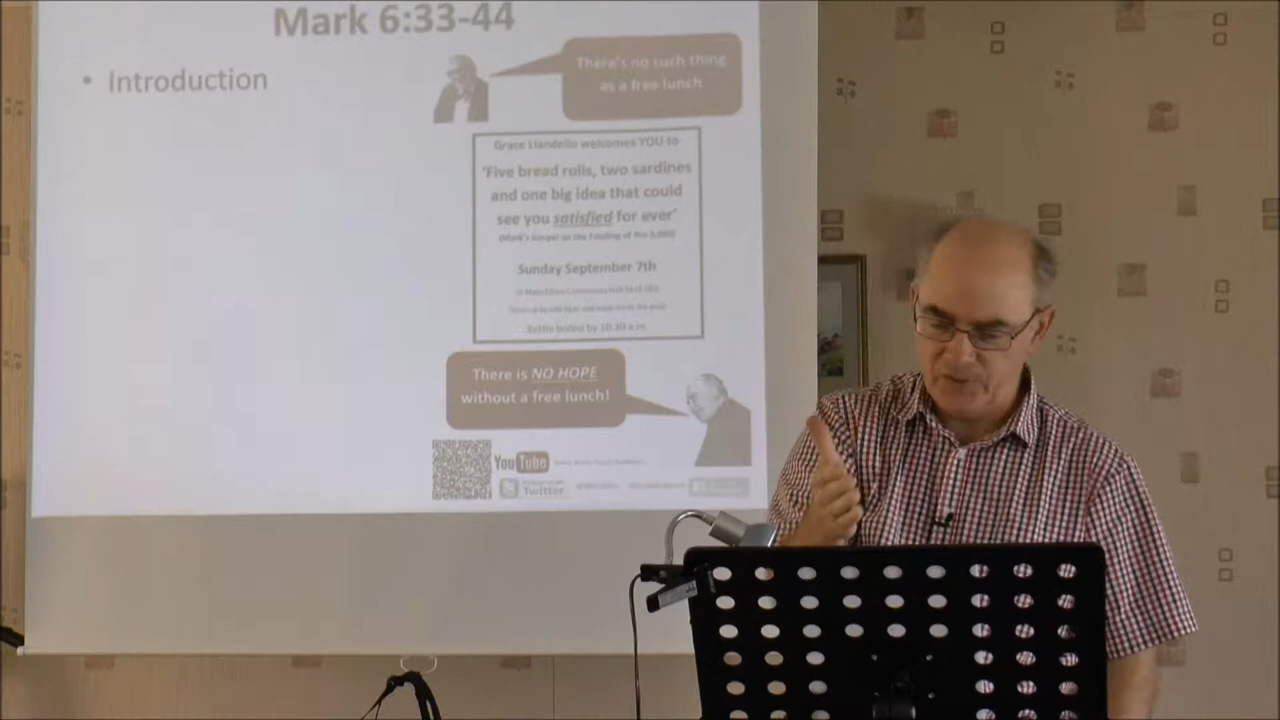 Mark 6:33-44
• Introduction
There's no such thing
as a free lunch
Grace Llandeilo welcomes YOU to
'Five bread rolls, two sardines
and one big idea that could
see you satisfied for ever'
(Mark's Gospel on the Feeding of the 5,000)
Sunday September 7th
Kettle boiled by 10.30 a.m.
There is NO HOPE
without a free lunch!
YouTube
Twitter